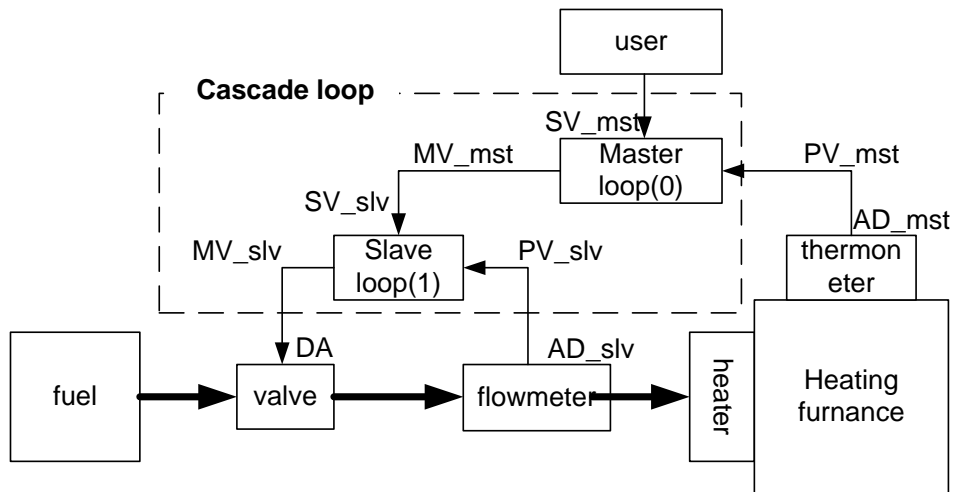 user
Cascade loop
SV_mst
MV_mst
Master
loop(0)
PV_mst
SV_slv
AD_mst
MV_slv
Slave
loop(1)
PV_slv
thermon
eter
DA
AD_slv
fuel
valve
flowmeter
heater
Heating
furnance